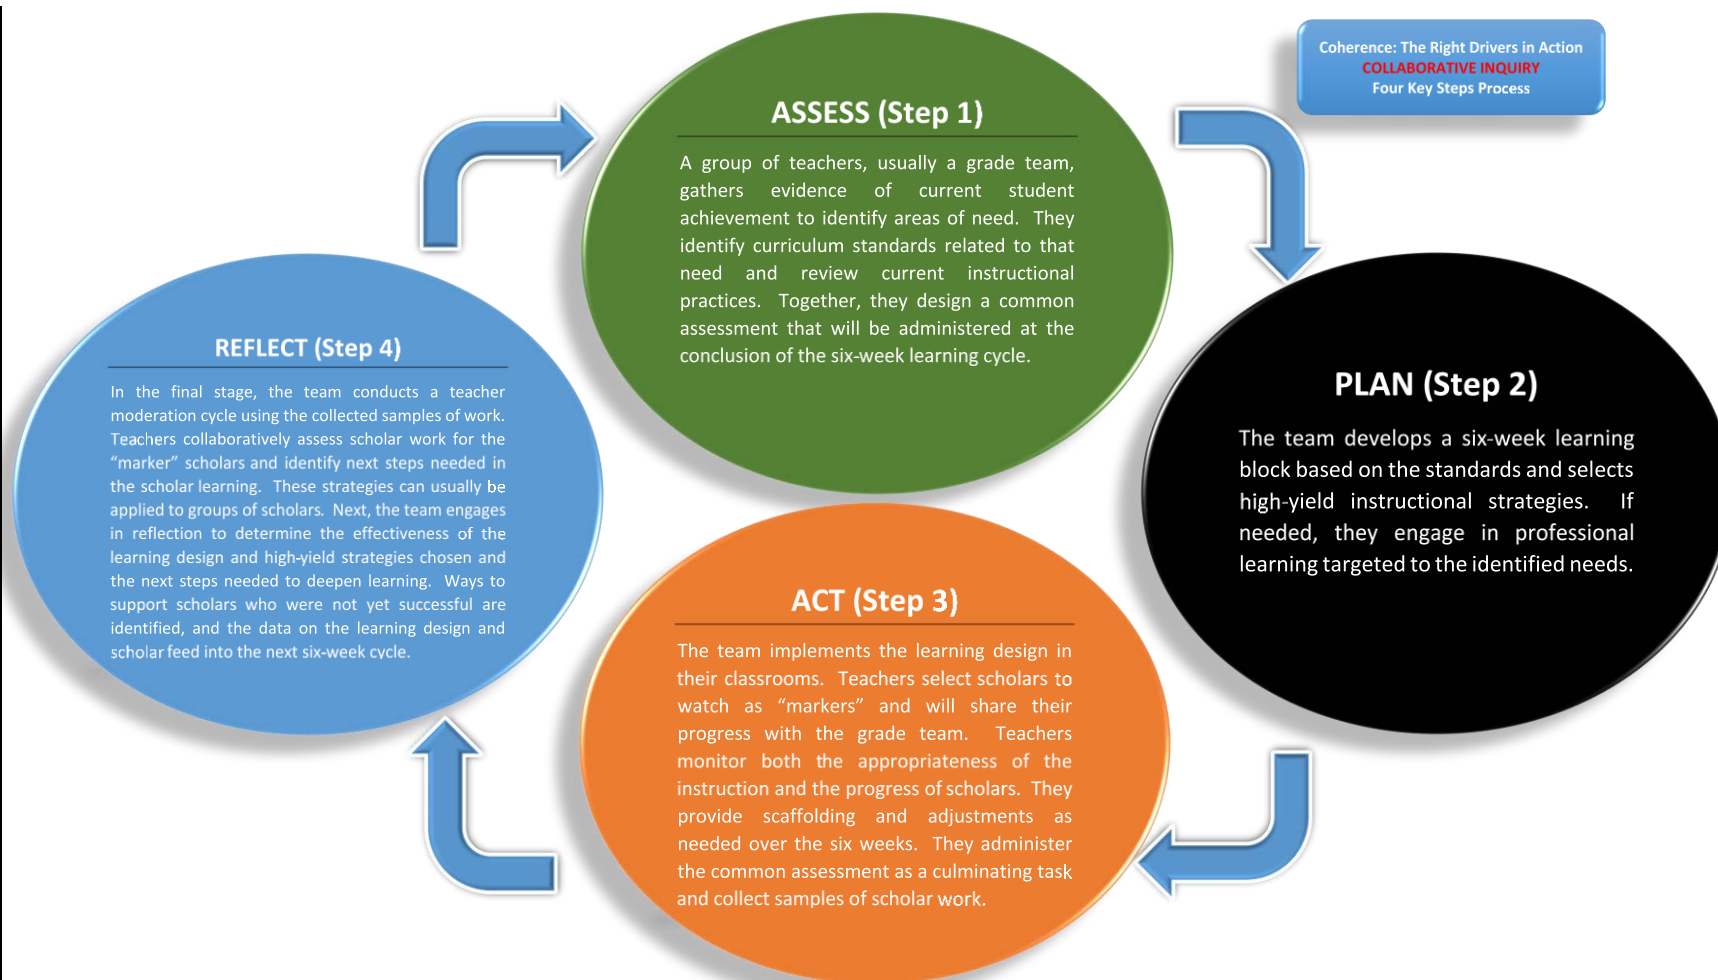 Coherence: The Right Drivers in Action
COLLABORATIVE INQUIRY
Four Key Steps Process
ASSESS (Step 1)
A group of teachers, usually a grade team,
gathers evidence of current student
achievement to identify areas of need. They
identify curriculum standards related to that
need and review current instructional
practices. Together, they design a common
assessment that will be administered at the
conclusion of the six-week learning cycle.
PLAN (Step 2)
The team develops a six-week learning
block based on the standards and selects
high-yield instructional strategies. If
needed, they engage in professional
learning targeted to the identified needs.
ACT (Step 3)
The team implements the learning design in
their classrooms. Teachers select scholars to
watch as “markers” and will share their
progress with the grade team. Teachers
monitor both the appropriateness of the
instruction and the progress of scholars. They
provide scaffolding and adjustments as
needed over the six weeks. They administer
the common assessment as a culminating task
and collect samples of scholar work.
REFLECT (Step 4)
In the final stage, the team conducts a teacher
moderation cycle using the collected samples of work.
Teachers collaboratively assess scholar work for the
“marker” scholars and identify next steps needed in
the scholar learning. These strategies can usually be
applied to groups of scholars. Next, the team engages
in reflection to determine the effectiveness of the
learning design and high-yield strategies chosen and
the next steps needed to deepen learning. Ways to
support scholars who were not yet successful are
identified, and the data on the learning design and
scholar feed into the next six-week cycle.